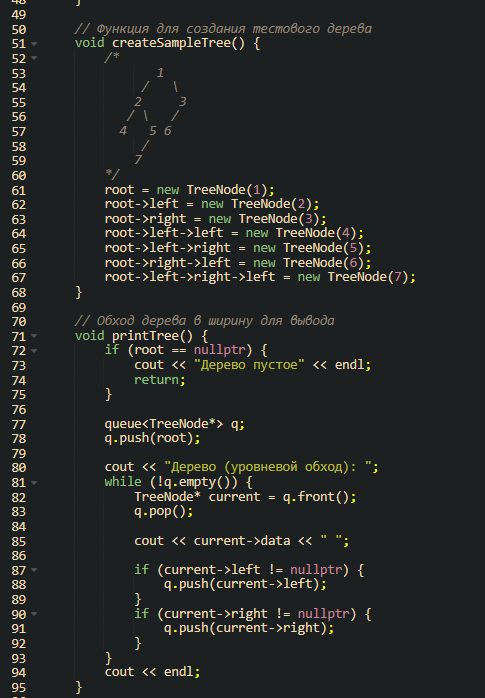 48 }
49
50 // Функция для создания тестового дерева
51 void createSampleTree() {
52 /*
53 1
54 / \
55 2 3
56 / \ /
57 4 5 6
58 /
59 7
60 */
61 root = new TreeNode(1);
62 root->left = new TreeNode(2);
63 root->right = new TreeNode(3);
64 root->left->left = new TreeNode(4);
65 root->left->right = new TreeNode(5);
66 root->right->left = new TreeNode(6);
67 root->left->right->left = new TreeNode(7);
68 }
69
70 // Обход дерева в ширину для вывода
71 void printTree() {
72 if (root == nullptr) {
73 cout << "Дерево пустое" << endl;
74 return;
75 }
76
77 queue<TreeNode*> q;
78 q.push(root);
79
80 cout << "Дерево (уровневой обход): ";
81 while (!q.empty()) {
82 TreeNode* current = q.front();
83 q.pop();
84
85 cout << current->data << " ";
86
87 if (current->left != nullptr) {
88 q.push(current->left);
89 }
90 if (current->right != nullptr) {
91 q.push(current->right);
92 }
93 }
94 cout << endl;
95 }